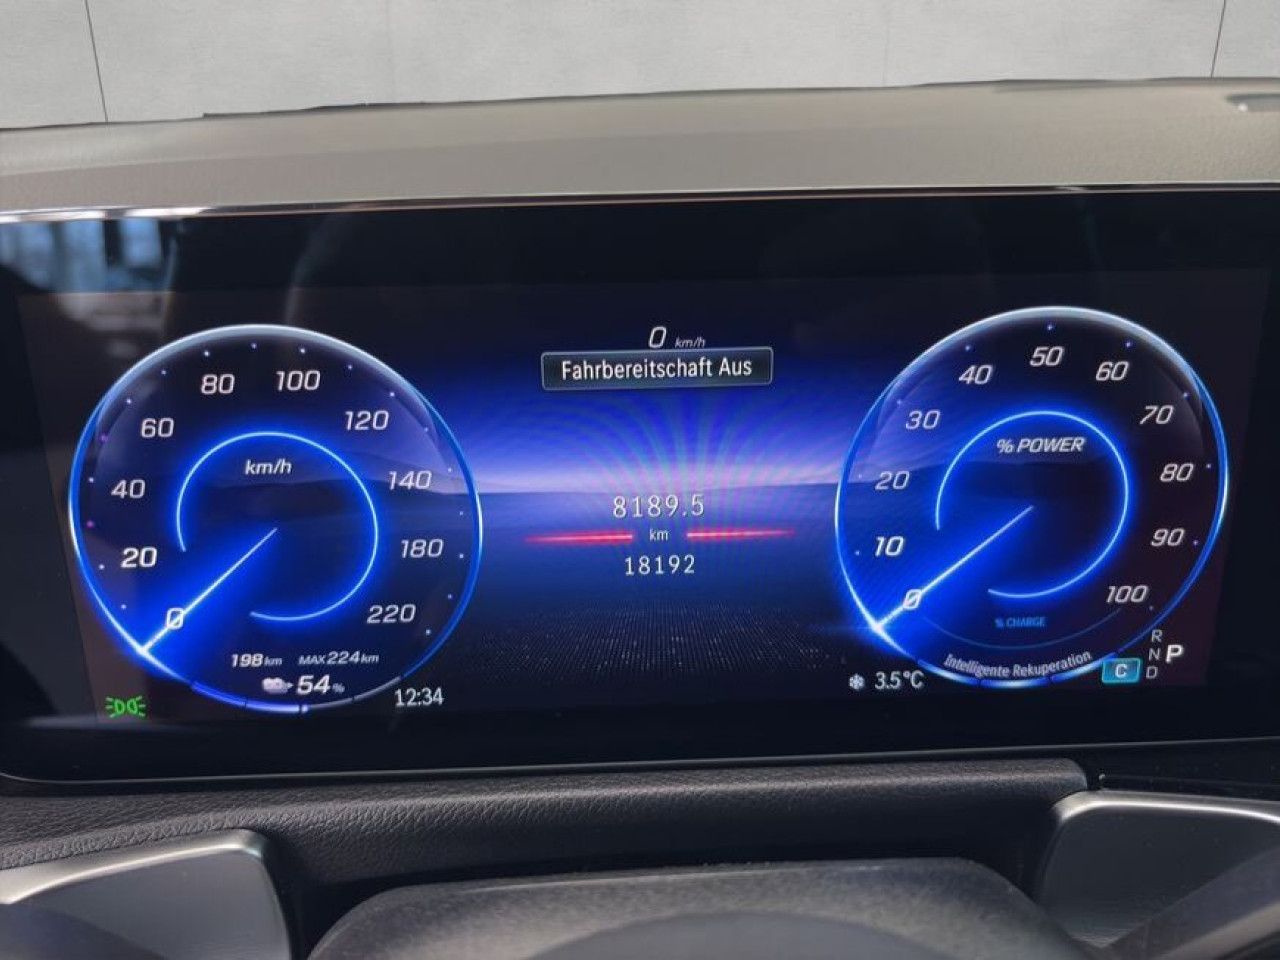 0 km/h
Fahrbereitschaft Aus
0
20
40
60
80
100
120
140
180
220
km/h
198 km MAX 224 km
54 %
12:34
8189.5
km
18192
0
10
20
30
40
50
60
70
80
90
100
% POWER
% CHARGE
Intelligente Rekuperation
3.5°C
C
R
N P
D